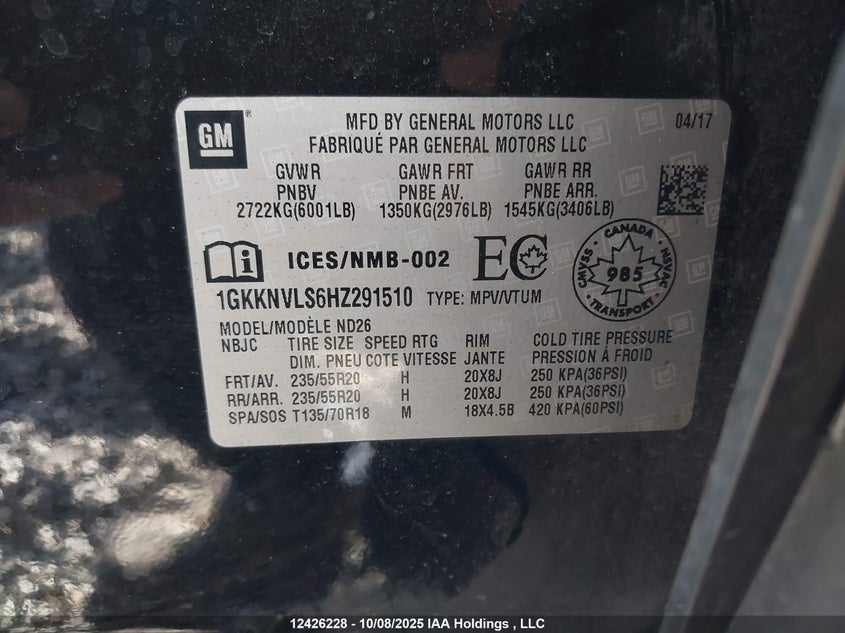 GM
®
MFD BY GENERAL MOTORS LLC 04/17
FABRIQUÉ PAR GENERAL MOTORS LLC
GVWR GAWR FRT GAWR RR
PNBV PNBE AV. PNBE ARR.
2722KG(6001LB) 1350KG(2976LB) 1545KG(3406LB)
i ICES/NMB-002 EC
CANADA
CMVSS 985 NSVAC
TRANSPORT
1GKKNVLS6HZ291510 TYPE: MPV/VTUM
MODEL/MODÈLE ND26
NBJC TIRE SIZE SPEED RTG RIM COLD TIRE PRESSURE
DIM. PNEU COTE VITESSE JANTE PRESSION À FROID
FRT/AV. 235/55R20 H 20X8J 250 KPA(36PSI)
RR/ARR. 235/55R20 H 20X8J 250 KPA(36PSI)
SPA/SOS T135/70R18 M 18X4.5B 420 KPA(60PSI)
12426228 - 10/08/2025 IAA Holdings , LLC